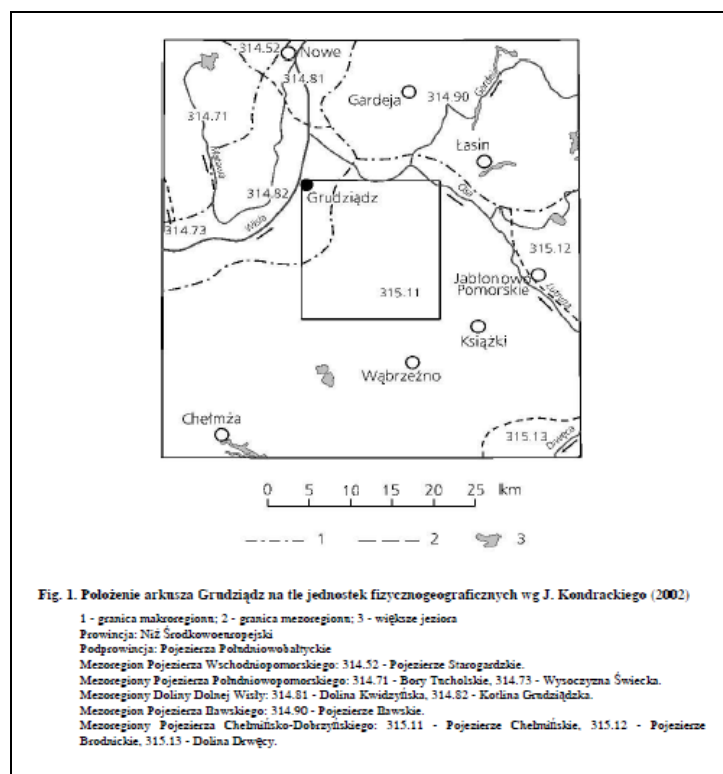 314.52
Nowe
314.81
Gardeja
314.90
Gardeja
314.71
Łasin
Mątawa
314.82
Grudziądz
Osa
314.73
Wisła
315.12
Jabłonowo
Pomorskie
Lutryna
315.11
Książki
Wąbrzeźno
Chełmża
315.13
Drwęca
0 5 10 15 20 25 km
1 2 3
Fig. 1. Położenie arkusza Grudziądz na tle jednostek fizycznogeograficznych wg J. Kondrackiego (2002)
1 - granica makroregionu; 2 - granica mezoregionu; 3 - większe jeziora
Prowincja: Niż Środkowoeuropejski
Podprowincja: Pojezierza Południowobałtyckie
Mezoregion Pojezierza Wschodniopomorskiego: 314.52 - Pojezierze Starogardzkie.
Mezoregiony Pojezierza Południowopomorskiego: 314.71 - Bory Tucholskie, 314.73 - Wysoczyzna Świecka.
Mezoregiony Doliny Dolnej Wisły: 314.81 - Dolina Kwidzyńska, 314.82 - Kotlina Grudziądzka.
Mezoregion Pojezierza Iławskiego: 314.90 - Pojezierze Iławskie.
Mezoregiony Pojezierza Chełmińsko-Dobrzyńskiego: 315.11 - Pojezierze Chełmińskie, 315.12 - Pojezierze
Brodnickie, 315.13 - Dolina Drwęcy.